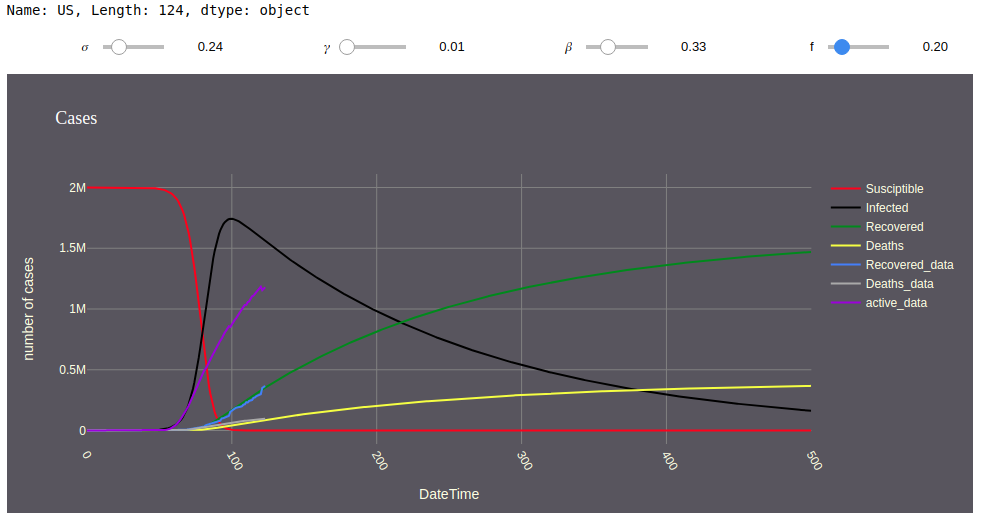 Name: US, Length: 124, dtype: object
σ 0.24 γ 0.01 β 0.33 f 0.20
Cases
2M
1.5M
1M
0.5M
0
number of cases
0 100 200 300 400 500
DateTime
Susciptible
Infected
Recovered
Deaths
Recovered_data
Deaths_data
active_data